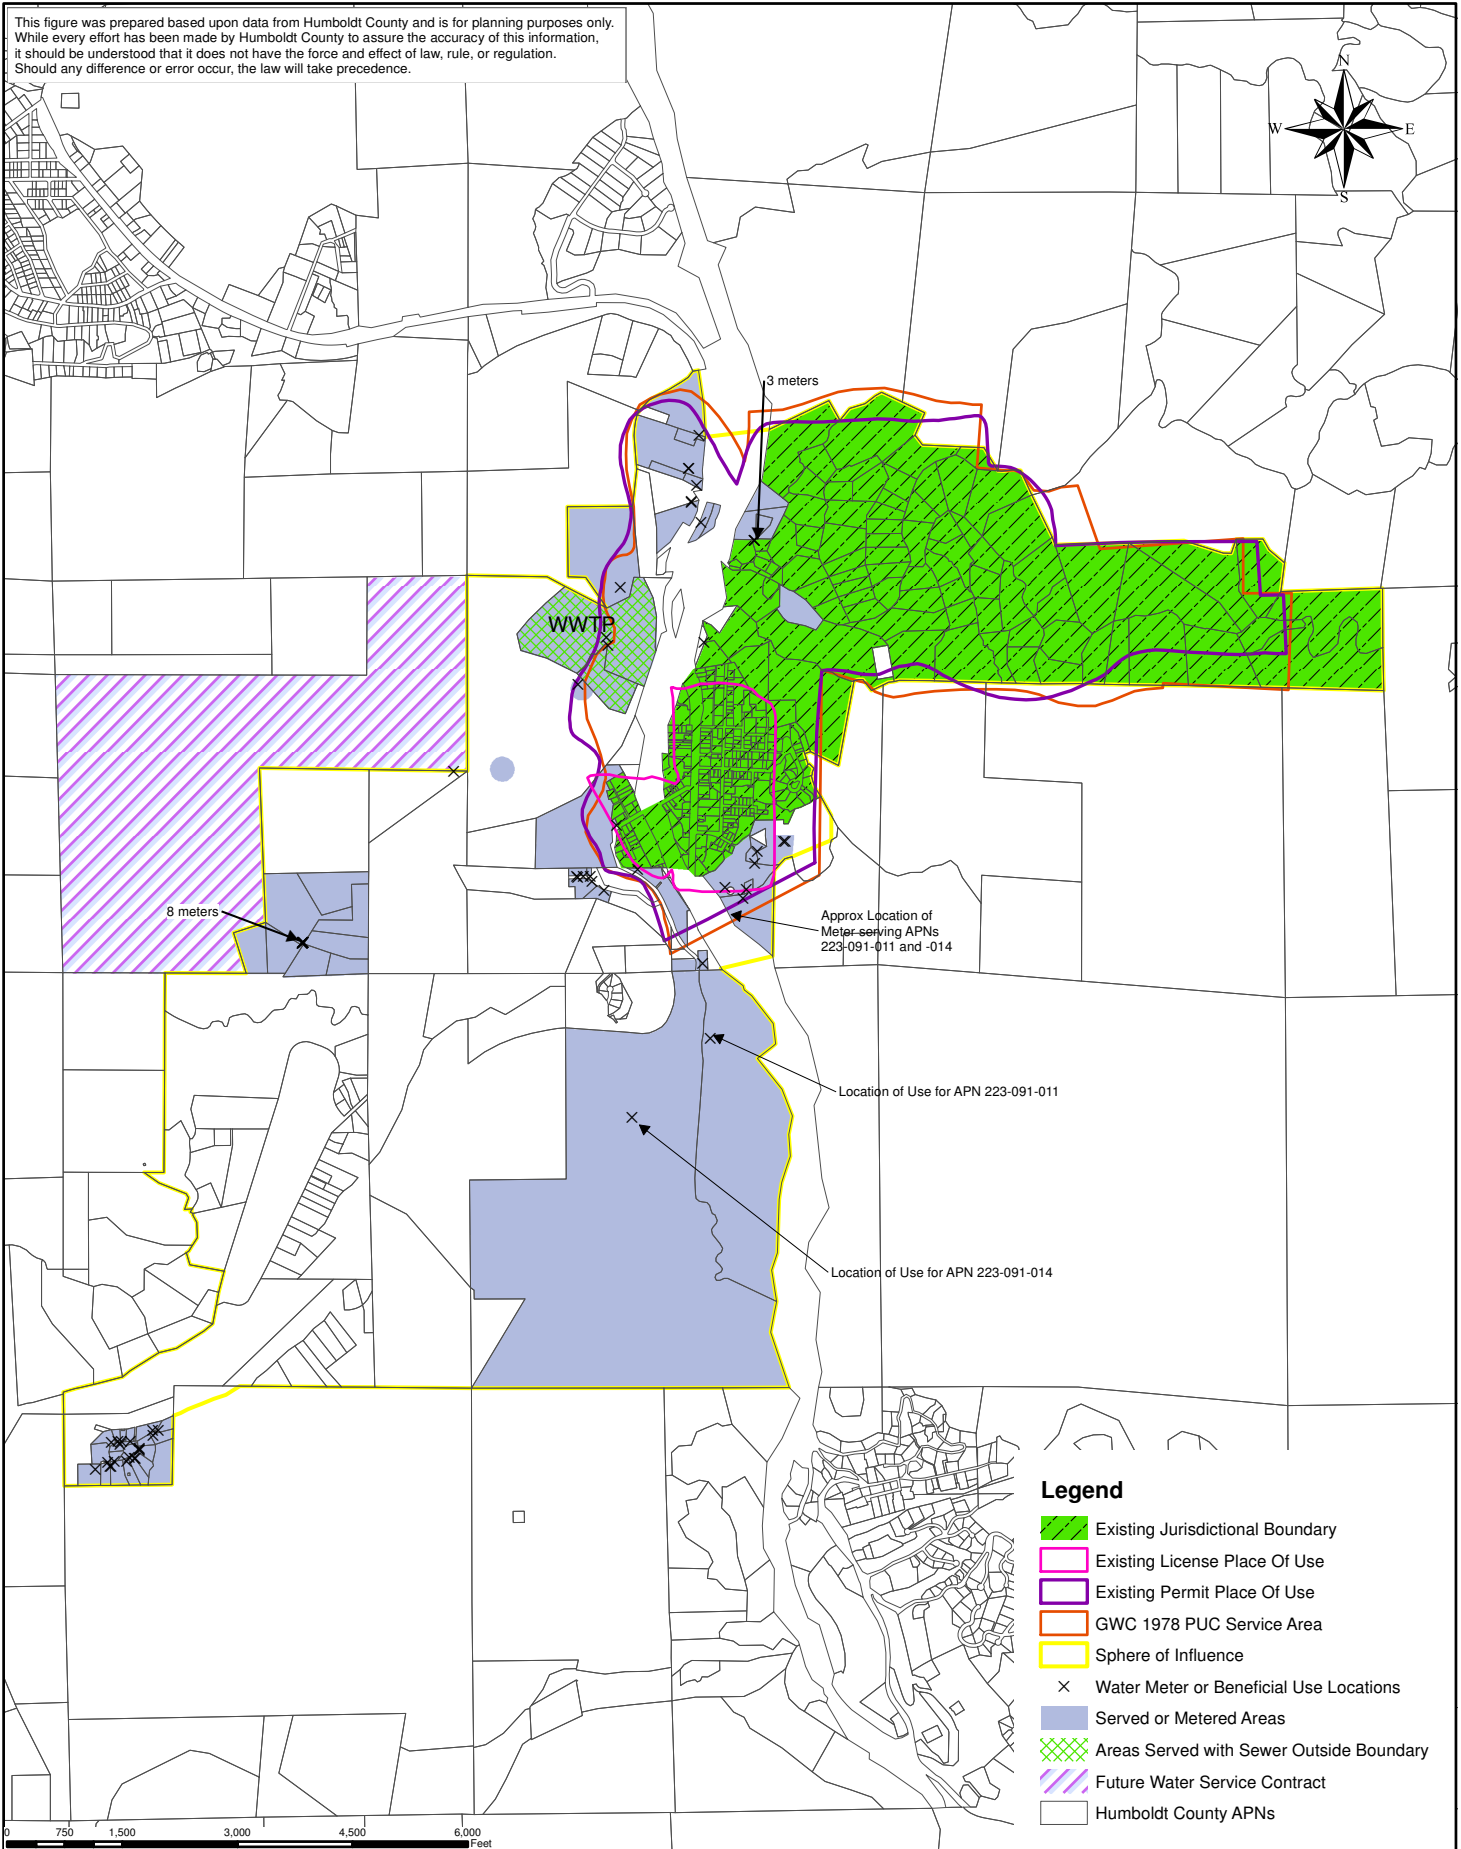 This figure was prepared based upon data from Humboldt County and is for planning purposes only.
While every effort has been made by Humboldt County to assure the accuracy of this information,
it should be understood that it does not have the force and effect of law, rule, or regulation.
Should any difference or error occur, the law will take precedence.
N
W E
S
3 meters
WWTP
8 meters
Approx Location of
Meter serving APNs
223-091-011 and -014
Location of Use for APN 223-091-011
Location of Use for APN 223-091-014
Legend
Existing Jurisdictional Boundary
Existing License Place Of Use
Existing Permit Place Of Use
GWC 1978 PUC Service Area
Sphere of Influence
Water Meter or Beneficial Use Locations
Served or Metered Areas
Areas Served with Sewer Outside Boundary
Future Water Service Contract
Humboldt County APNs
0 750 1,500 3,000 4,500 6,000
Feet